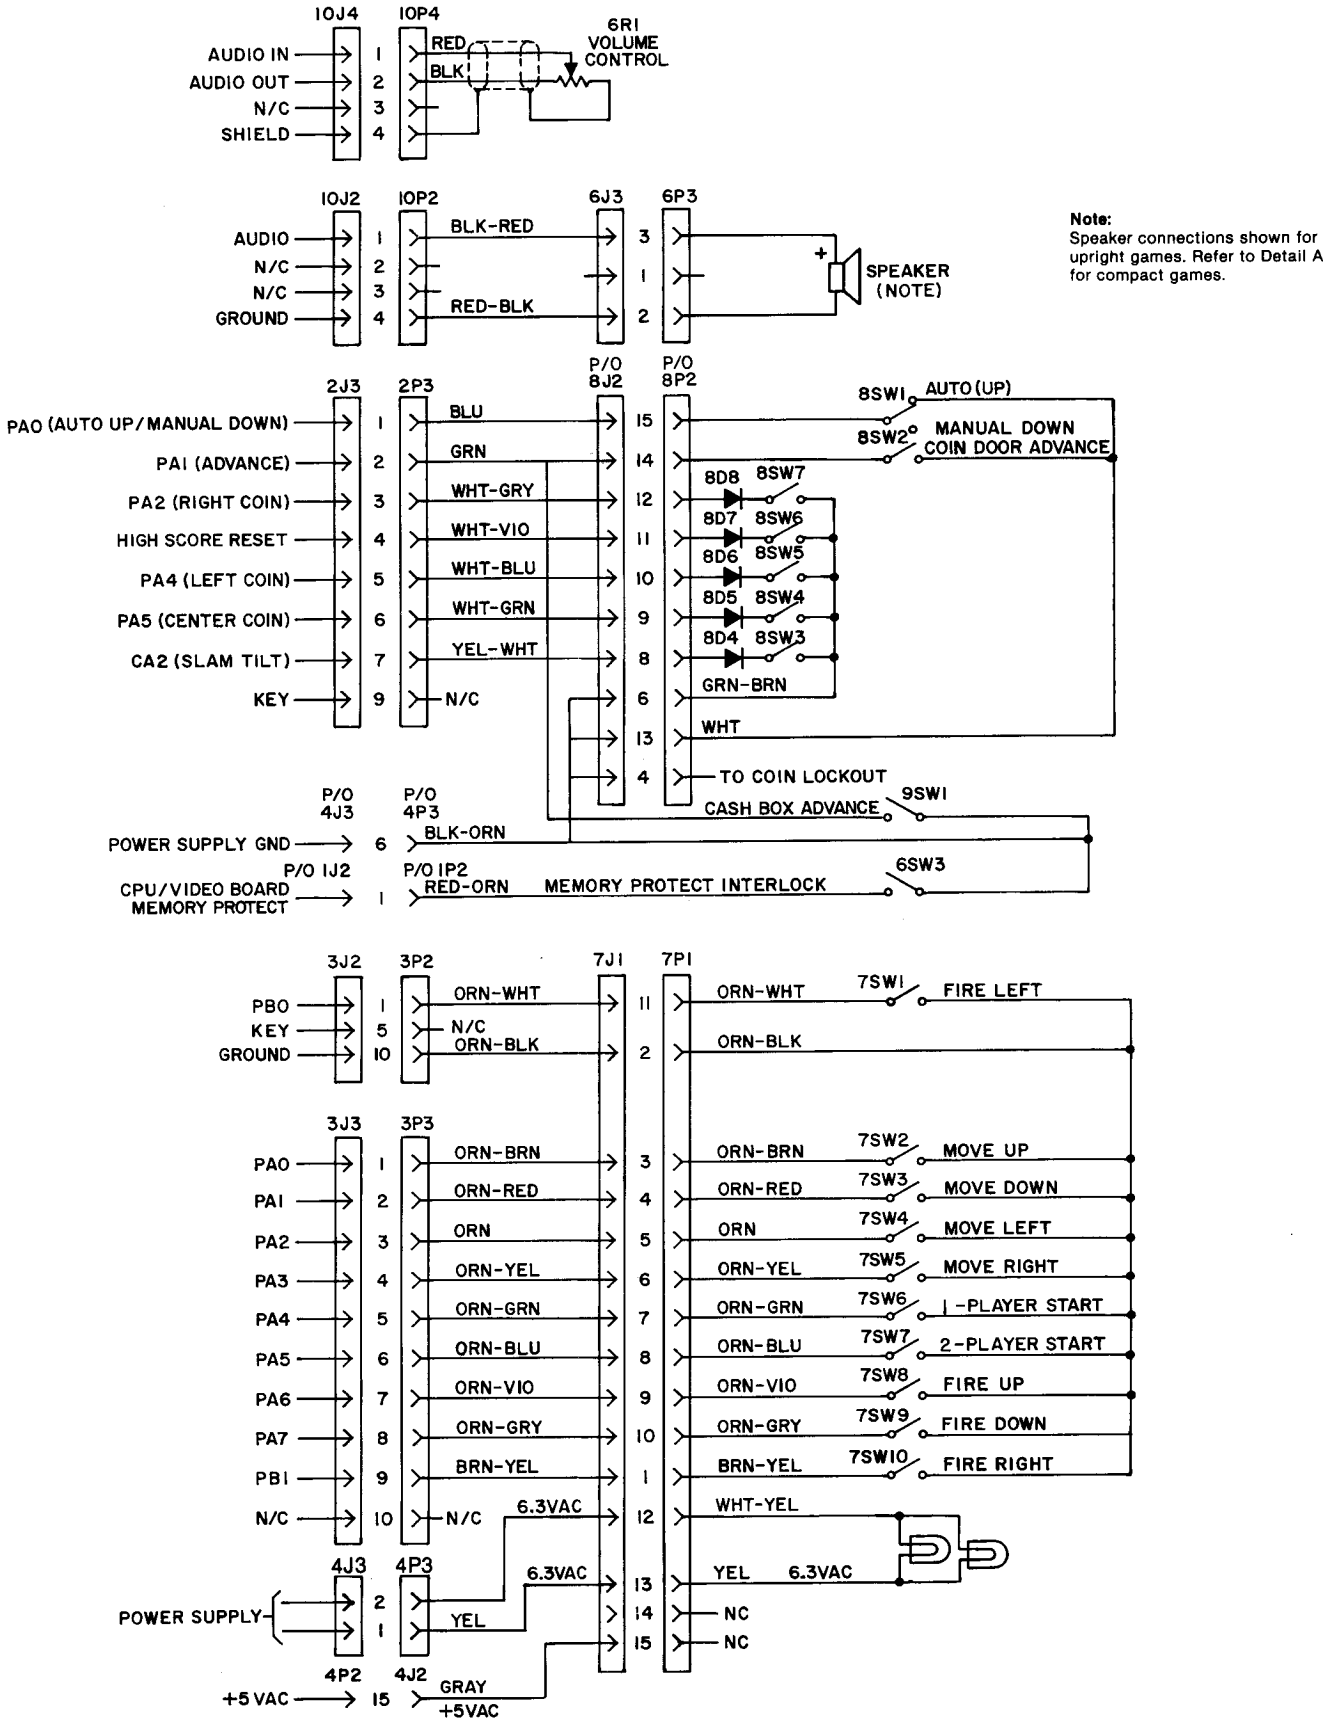 10J4 10P4
6R1
VOLUME
CONTROL
AUDIO IN 1 RED
AUDIO OUT 2 BLK
N/C 3
SHIELD 4
10J2 10P2 6J3 6P3
AUDIO 1 BLK-RED 3
N/C 2 1
N/C 3
GROUND 4 RED-BLK 2
+
SPEAKER
(NOTE)
Note:
Speaker connections shown for
upright games. Refer to Detail A
for compact games.
P/O P/O
2J3 2P3 8J2 8P2
PA0 (AUTO UP/MANUAL DOWN) 1 BLU 15 8SW1 AUTO (UP)
MANUAL DOWN
PA1 (ADVANCE) 2 GRN 14 8SW2 COIN DOOR ADVANCE
PA2 (RIGHT COIN) 3 WHT-GRY 12 8D8 8SW7
HIGH SCORE RESET 4 WHT-VIO 11 8D7 8SW6
PA4 (LEFT COIN) 5 WHT-BLU 10 8D6 8SW5
PA5 (CENTER COIN) 6 WHT-GRN 9 8D5 8SW4
CA2 (SLAM TILT) 7 YEL-WHT 8 8D4 8SW3
KEY 9 N/C 6 GRN-BRN
13 WHT
4 TO COIN LOCKOUT
P/O P/O
4J3 4P3
CASH BOX ADVANCE 9SW1
POWER SUPPLY GND 6 BLK-ORN
P/O 1J2 P/O 1P2
CPU/VIDEO BOARD
MEMORY PROTECT 1 RED-ORN MEMORY PROTECT INTERLOCK 6SW3
3J2 3P2 7J1 7P1
PB0 1 ORN-WHT 11 ORN-WHT 7SW1 FIRE LEFT
KEY 5 N/C
GROUND 10 ORN-BLK 2 ORN-BLK
3J3 3P3
PA0 1 ORN-BRN 3 ORN-BRN 7SW2 MOVE UP
PA1 2 ORN-RED 4 ORN-RED 7SW3 MOVE DOWN
PA2 3 ORN 5 ORN 7SW4 MOVE LEFT
PA3 4 ORN-YEL 6 ORN-YEL 7SW5 MOVE RIGHT
PA4 5 ORN-GRN 7 ORN-GRN 7SW6 1-PLAYER START
PA5 6 ORN-BLU 8 ORN-BLU 7SW7 2-PLAYER START
PA6 7 ORN-VIO 9 ORN-VIO 7SW8 FIRE UP
PA7 8 ORN-GRY 10 ORN-GRY 7SW9 FIRE DOWN
PB1 9 BRN-YEL 1 BRN-YEL 7SW10 FIRE RIGHT
N/C 10 N/C 6.3VAC 12 WHT-YEL
4J3 4P3
6.3VAC 13 YEL 6.3VAC
POWER SUPPLY 2 14 NC
1 YEL 15 NC
4P2 4J2
+5VAC 15 GRAY
+5VAC